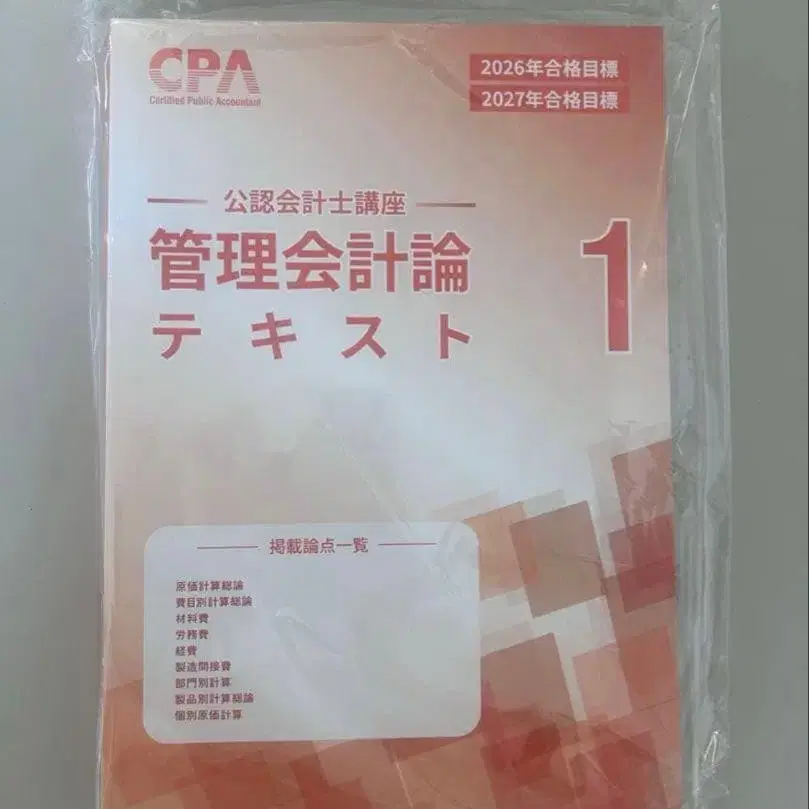 CPA
Certified Public Accountant
2026年合格目標
2027年合格目標
公認会計士講座
管理会計論
テキスト
1
掲載論点一覧
原価計算総論
費目別計算総論
材料費
労務費
経費
製造間接費
部門別計算
製品別計算総論
個別原価計算